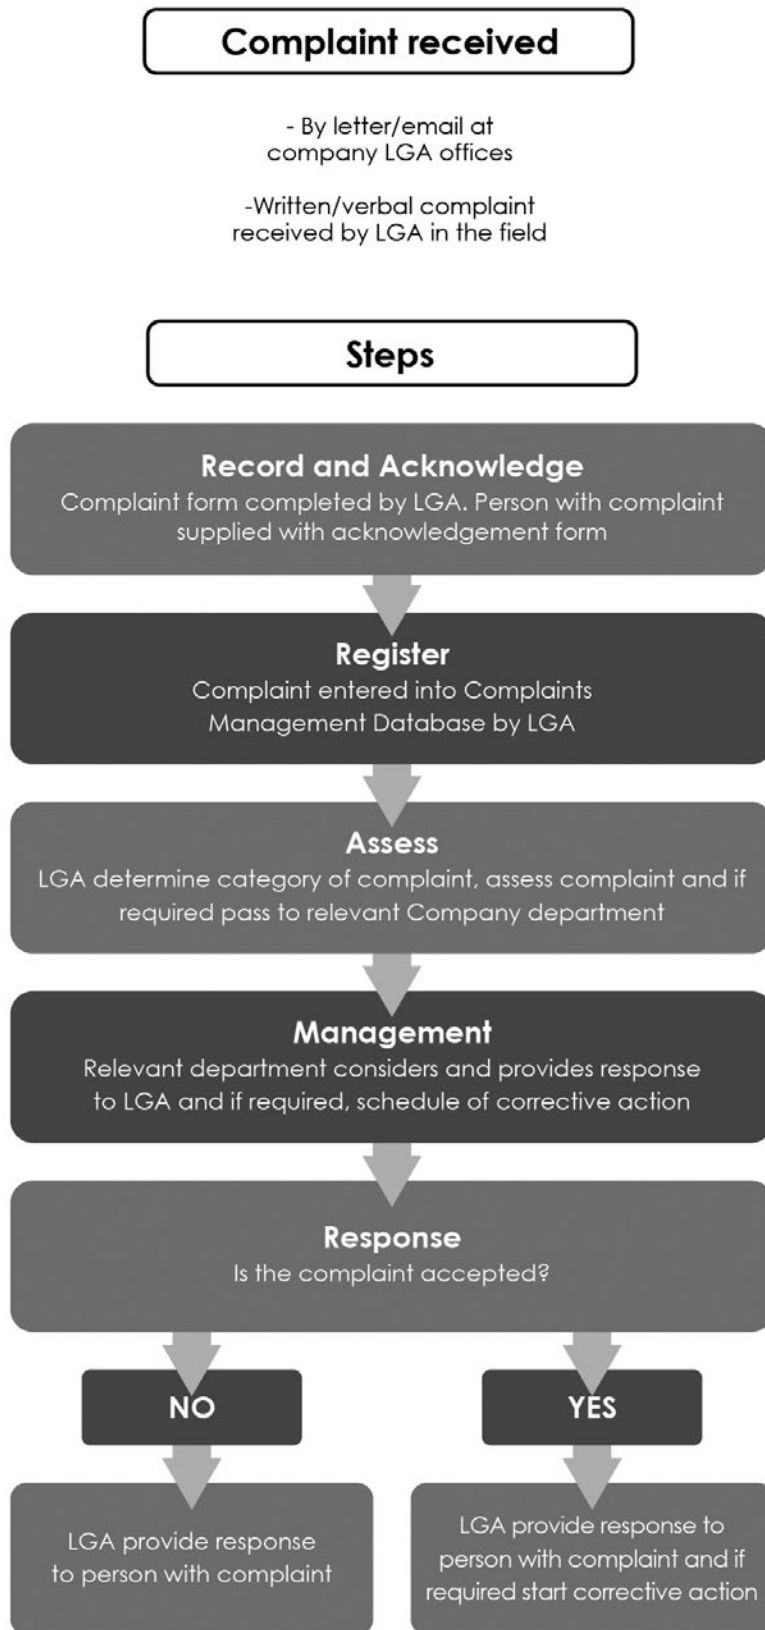 Complaint received
- By letter/email at
company LGA offices
-Written/verbal complaint
received by LGA in the field
Steps
Record and Acknowledge
Complaint form completed by LGA. Person with complaint
supplied with acknowledgement form
Register
Complaint entered into Complaints
Management Database by LGA
Assess
LGA determine category of complaint, assess complaint and if
required pass to relevant Company department
Management
Relevant department considers and provides response
to LGA and if required, schedule of corrective action
Response
Is the complaint accepted?
NO
LGA provide response
to person with complaint
YES
LGA provide response to
person with complaint and if
required start corrective action